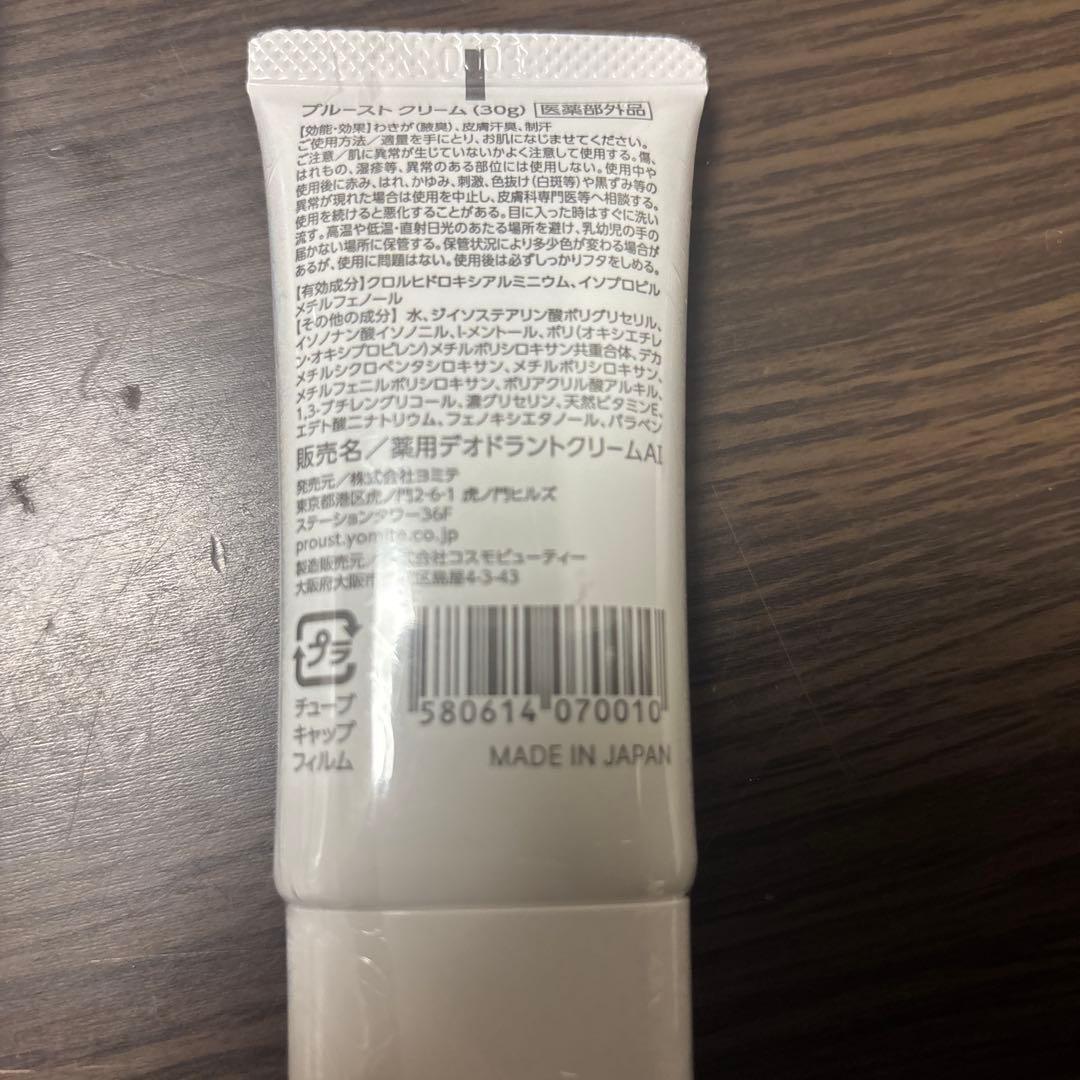 プルースト クリーム(30g) 医薬部外品
【効能・効果】わきが(腋臭)、皮膚汗臭、制汗
ご使用方法/適量を手にとり、お肌になじませてください。
ご注意/肌に異常が生じていないかよく注意して使用する。傷、
はれもの、湿疹等、異常のある部位には使用しない。使用中や
使用後に赤み、はれ、かゆみ、刺激、色抜け(白斑等)や黒ずみ等の
異常が現れた場合は使用を中止し、皮膚科専門医等へ相談する。
使用を続けると悪化することがある。目に入った時はすぐに洗い
流す。高温や低温・直射日光のあたる場所を避け、乳幼児の手の
届かない場所に保管する。保管状況により多少色が変わる場合が
あるが、使用に問題はない。使用後は必ずしっかりフタをしめる。
【有効成分】クロルヒドロキシアルミニウム、イソプロピル
メチルフェノール
【その他の成分】水、ジイソステアリン酸ポリグリセリル、
イソノナン酸イソノニル、l-メントール、ポリ(オキシエチレ
ン・オキシプロピレン)メチルポリシロキサン共重合体、デカ
メチルシクロペンタシロキサン、メチルポリシロキサン、
メチルフェニルポリシロキサン、ポリアクリル酸アルキル、
1,3-ブチレングリコール、濃グリセリン、天然ビタミンE、
エデト酸二ナトリウム、フェノキシエタノール、パラベン
販売名/薬用デオドラントクリームAI
発売元/株式会社ヨミテ
東京都港区虎ノ門2-6-1 虎ノ門ヒルズ
ステーションタワー36F
proust.yomite.co.jp
製造販売元/株式会社コスモビューティー
大阪府大阪市 区島屋4-3-43
プラ
チューブ
キャップ
フィルム
580614 070010
MADE IN JAPAN